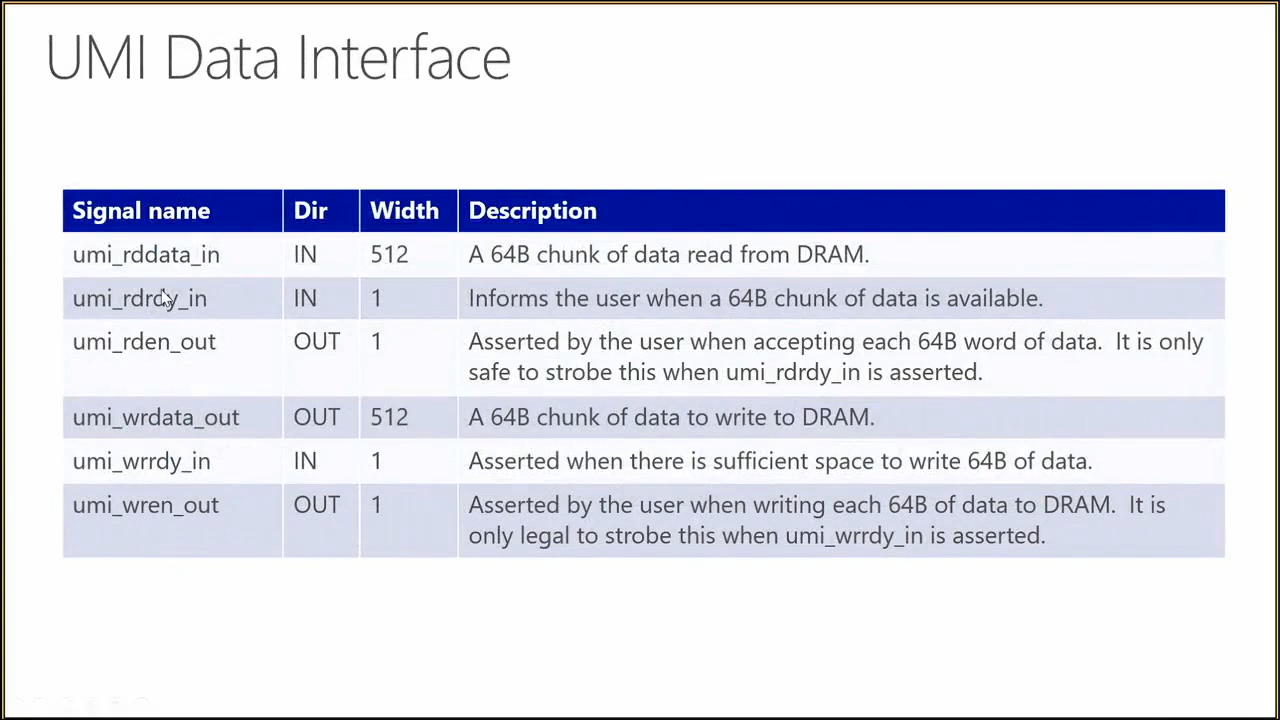 UMI Data Interface
Signal name Dir Width Description
umi_rddata_in IN 512 A 64B chunk of data read from DRAM.
umi_rdrdy_in IN 1 Informs the user when a 64B chunk of data is available.
umi_rden_out OUT 1 Asserted by the user when accepting each 64B word of data. It is only
safe to strobe this when umi_rdrdy_in is asserted.
umi_wrdata_out OUT 512 A 64B chunk of data to write to DRAM.
umi_wrrdy_in IN 1 Asserted when there is sufficient space to write 64B of data.
umi_wren_out OUT 1 Asserted by the user when writing each 64B of data to DRAM. It is
only legal to strobe this when umi_wrrdy_in is asserted.